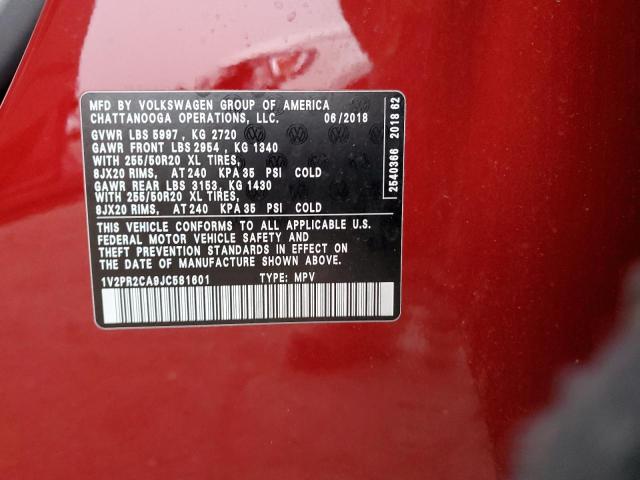 MFD BY VOLKSWAGEN GROUP OF AMERICA
CHATTANOOGA OPERATIONS, LLC. 06/2018
GVWR LBS 5997 , KG 2720
GAWR FRONT LBS 2954 , KG 1340
WITH 255/50R20 XL TIRES,
8JX20 RIMS, AT 240 KPA 35 PSI COLD
GAWR REAR LBS 3153, KG 1430
WITH 255/50R20 XL TIRES,
8JX20 RIMS, AT 240 KPA 35 PSI COLD
THIS VEHICLE CONFORMS TO ALL APPLICABLE U.S.
FEDERAL MOTOR VEHICLE SAFETY AND
THEFT PREVENTION STANDARDS IN EFFECT ON
THE DATE OF MANUFACTURE SHOWN ABOVE.
1V2PR2CA9JC581601 TYPE: MPV
2540366 2018 62